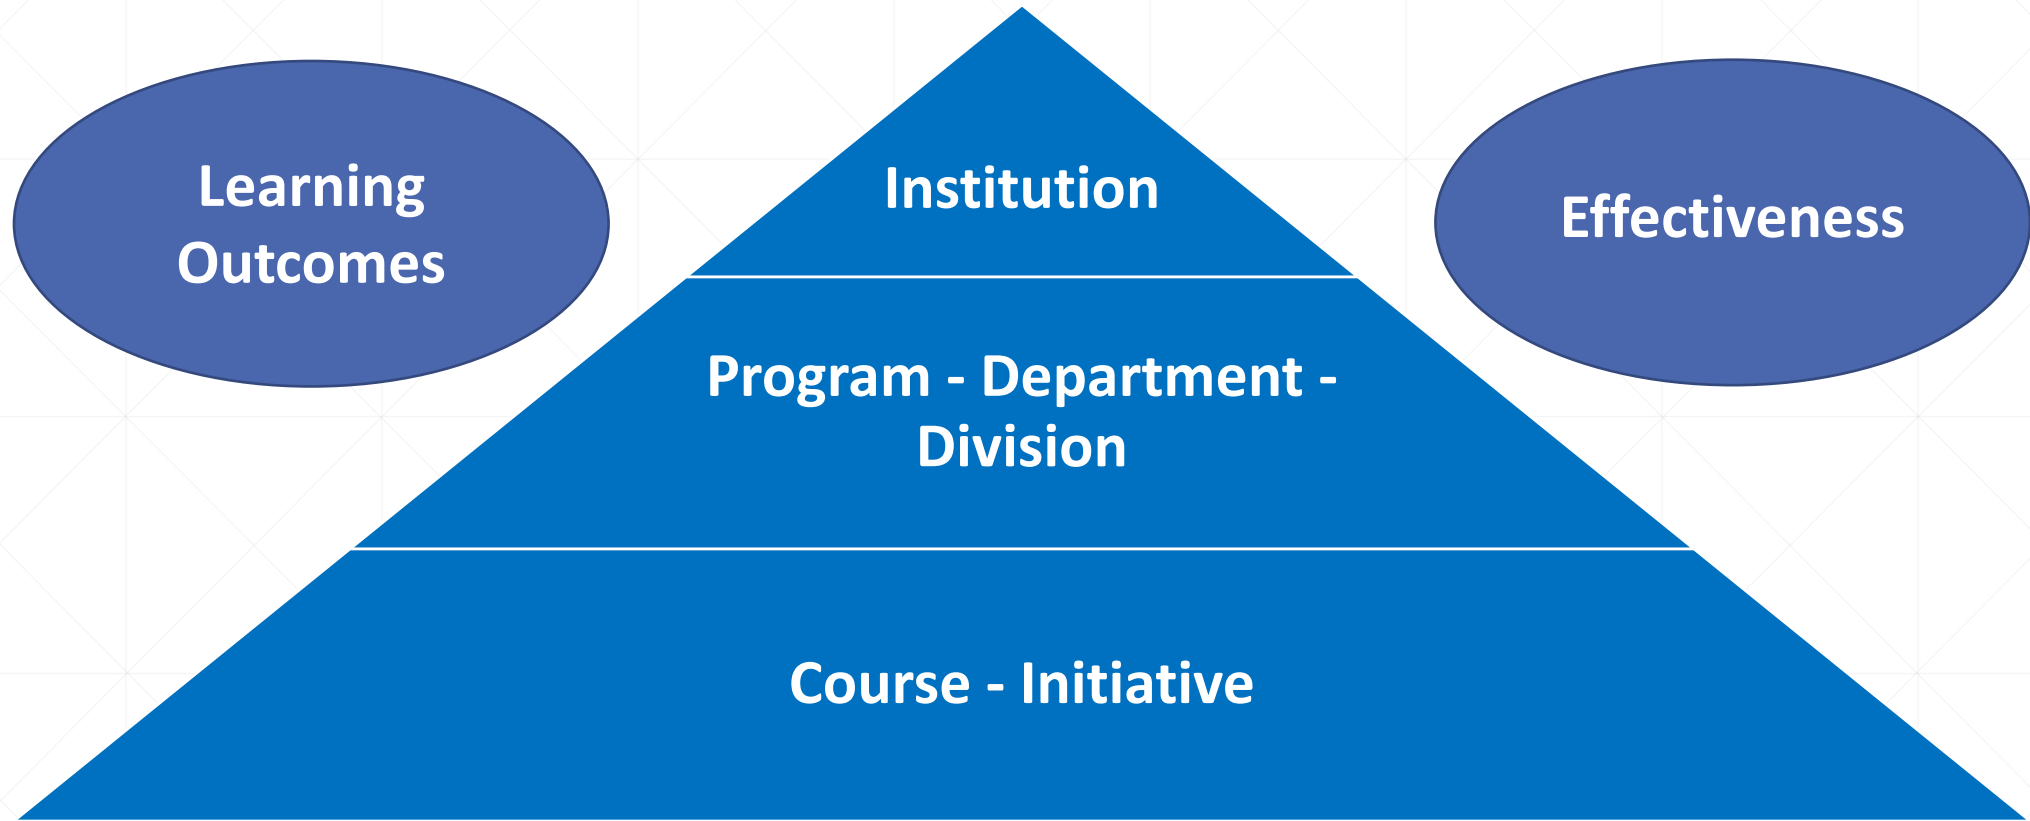 Learning
Outcomes
Institution
Effectiveness
Program - Department -
Division
Course - Initiative